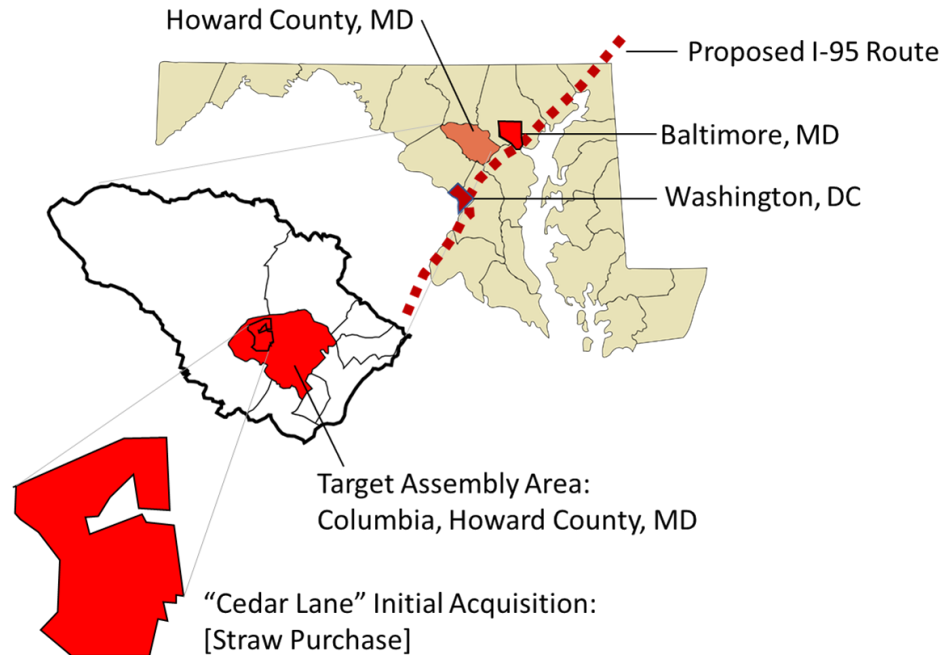 Howard County, MD
Proposed I-95 Route
Baltimore, MD
Washington, DC
Target Assembly Area:
Columbia, Howard County, MD
“Cedar Lane” Initial Acquisition:
[Straw Purchase]